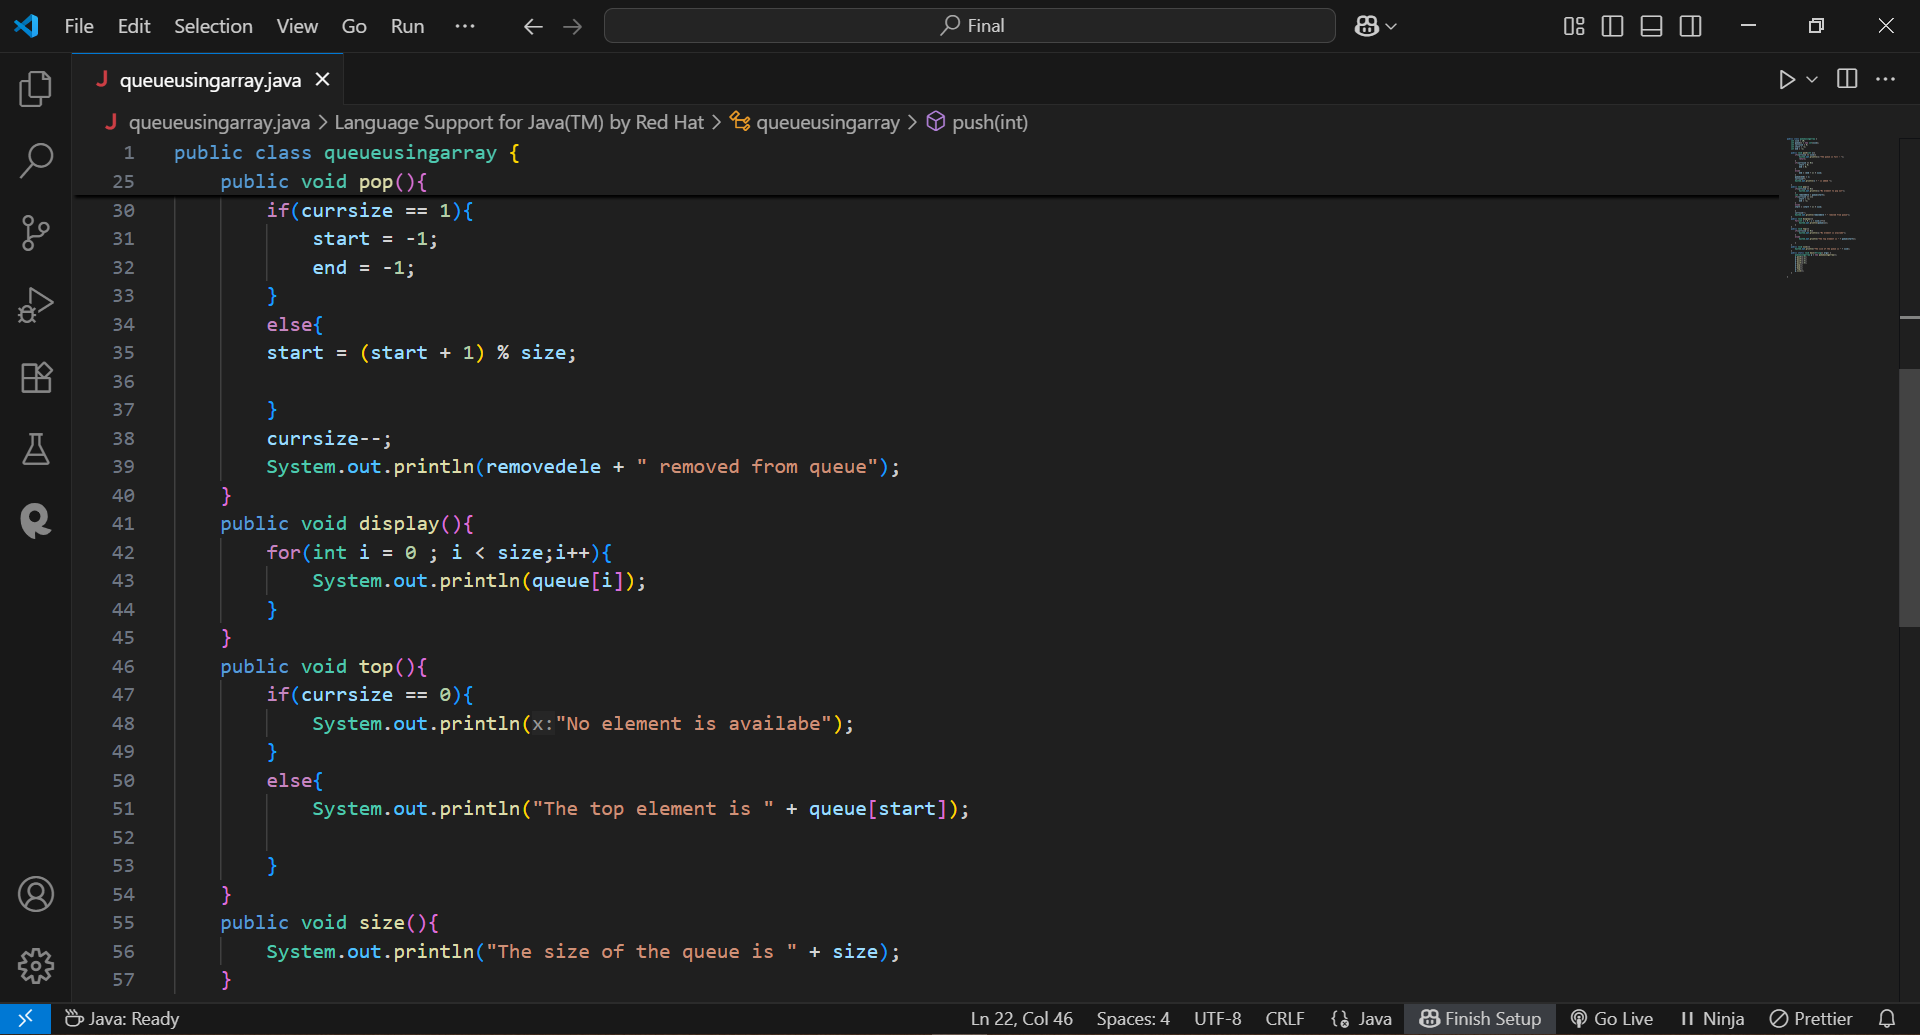 File Edit Selection View Go Run ··· Final
queueusingarray.java
queueusingarray.java > Language Support for Java(TM) by Red Hat > queueusingarray > push(int)
1 public class queueusingarray {
25     public void pop(){
30         if(currsize == 1){
31             start = -1;
32             end = -1;
33         }
34         else{
35         start = (start + 1) % size;
36
37         }
38         currsize--;
39         System.out.println(removedele + " removed from queue");
40     }
41     public void display(){
42         for(int i = 0 ; i < size;i++){
43             System.out.println(queue[i]);
44         }
45     }
46     public void top(){
47         if(currsize == 0){
48             System.out.println(x:"No element is availabe");
49         }
50         else{
51             System.out.println("The top element is " + queue[start]);
52
53         }
54     }
55     public void size(){
56         System.out.println("The size of the queue is " + size);
57     }
Java: Ready Ln 22, Col 46 Spaces: 4 UTF-8 CRLF Java Finish Setup Go Live Ninja Prettier